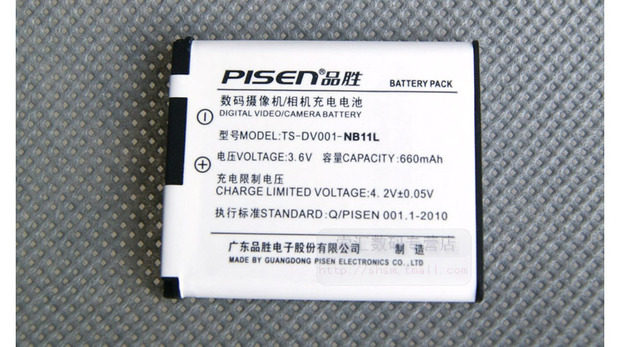 PISEN®品胜 BATTERY PACK
数码摄像机/相机充电电池
DIGITAL VIDEO/CAMERA BATTERY
型号MODEL: TS-DV001-NB11L
电压VOLTAGE: 3.6V 容量CAPACITY: 660mAh
充电限制电压
CHARGE LIMITED VOLTAGE: 4.2V±0.05V
执行标准STANDARD: Q/PISEN 001.1-2010
广东品胜电子股份有限公司 制造
MADE BY GUANGDONG PISEN ELECTRONICS CO., LTD.